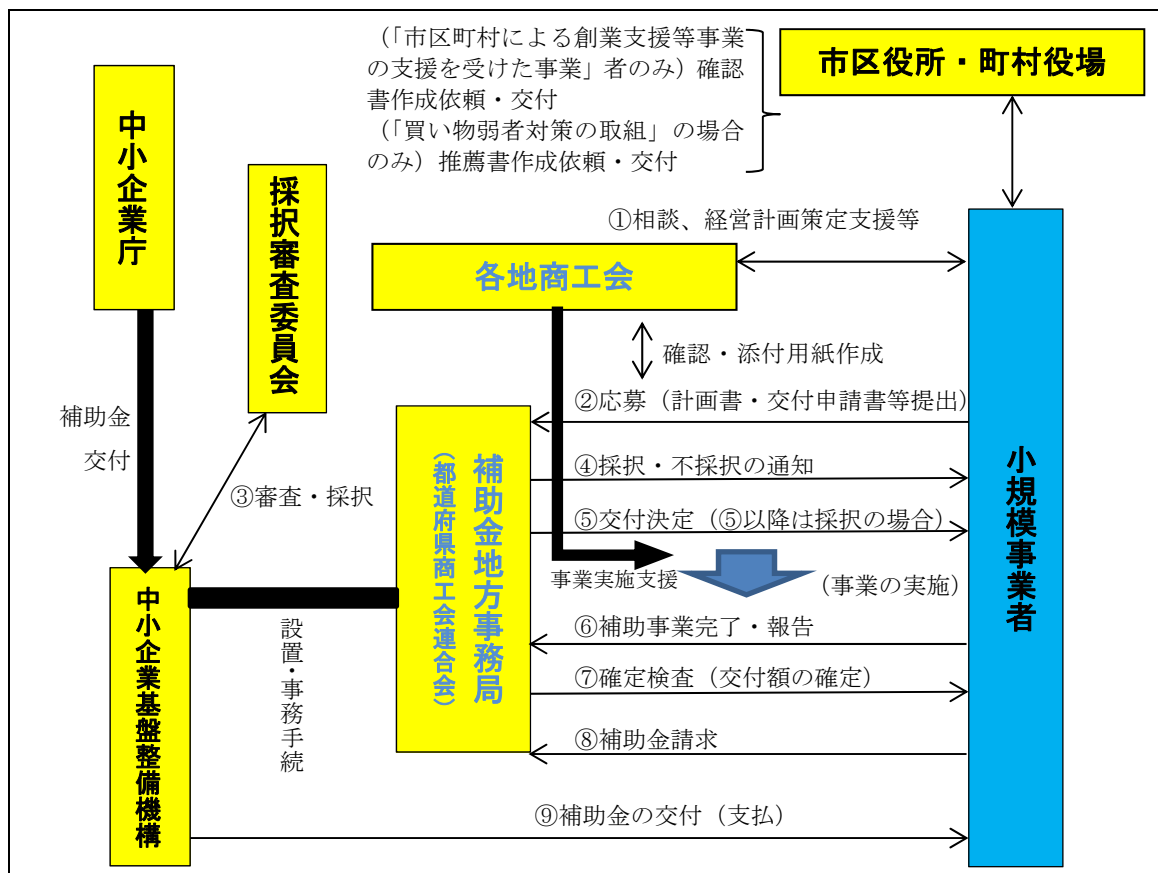 （「市区町村による創業支援等事業
の支援を受けた事業」者のみ）確認
書作成依頼・交付
（「買い物弱者対策の取組」の場合
のみ）推薦書作成依頼・交付
市区役所・町村役場
中小企業庁
採択審査委員会
①相談、経営計画策定支援等
各地商工会
確認・添付用紙作成
②応募（計画書・交付申請書等提出）
補助金
交付
③審査・採択
補助金地方事務局
（都道府県商工会連合会）
④採択・不採択の通知
⑤交付決定（⑤以降は採択の場合）
事業実施支援
（事業の実施）
小規模事業者
⑥補助事業完了・報告
⑦確定検査（交付額の確定）
⑧補助金請求
設置・事務手続
中小企業基盤整備機構
⑨補助金の交付（支払）